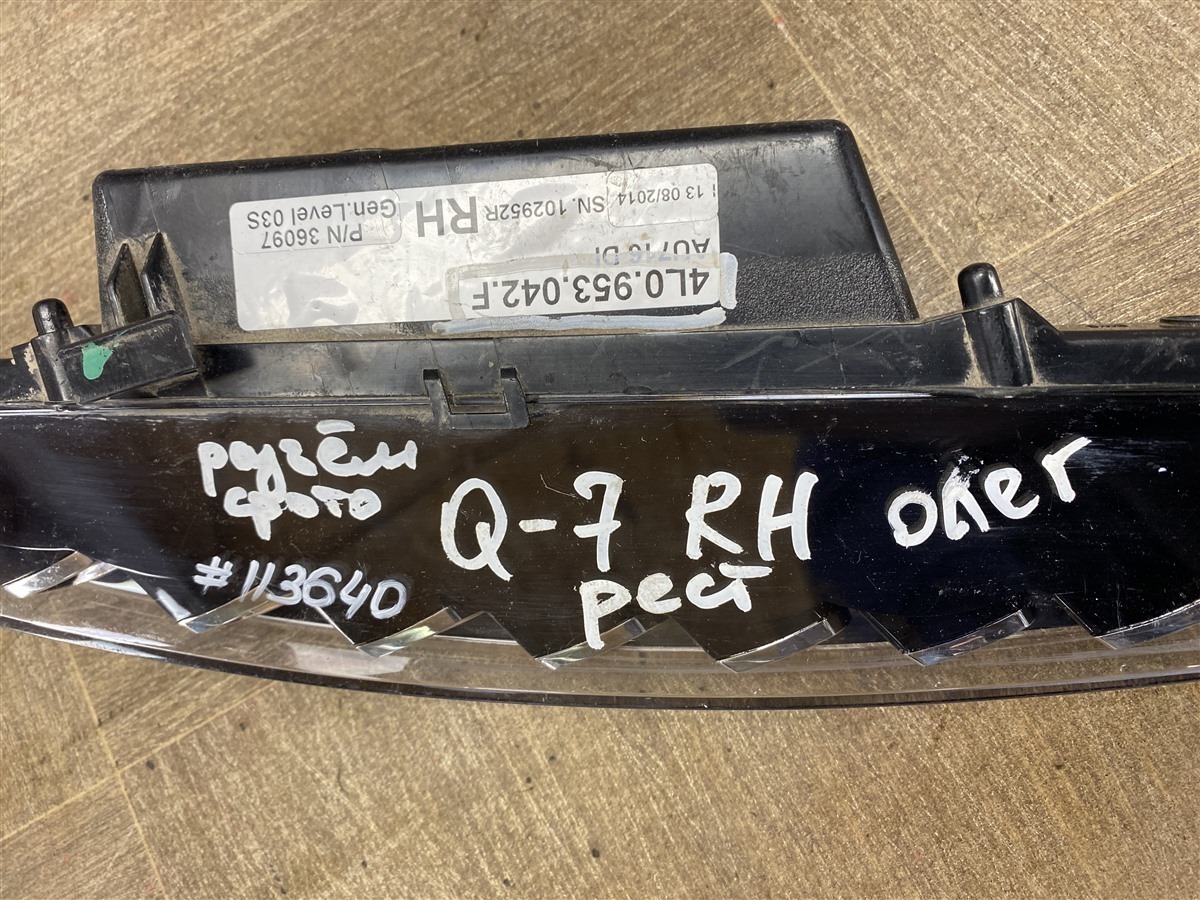 P/N 36097
Gen.Level 03S
RH
SN. 102952R
13 08/2014
AU716 DI
4L0.953.042.F
разъём
фото
#113640
Q-7 RH олег
рест